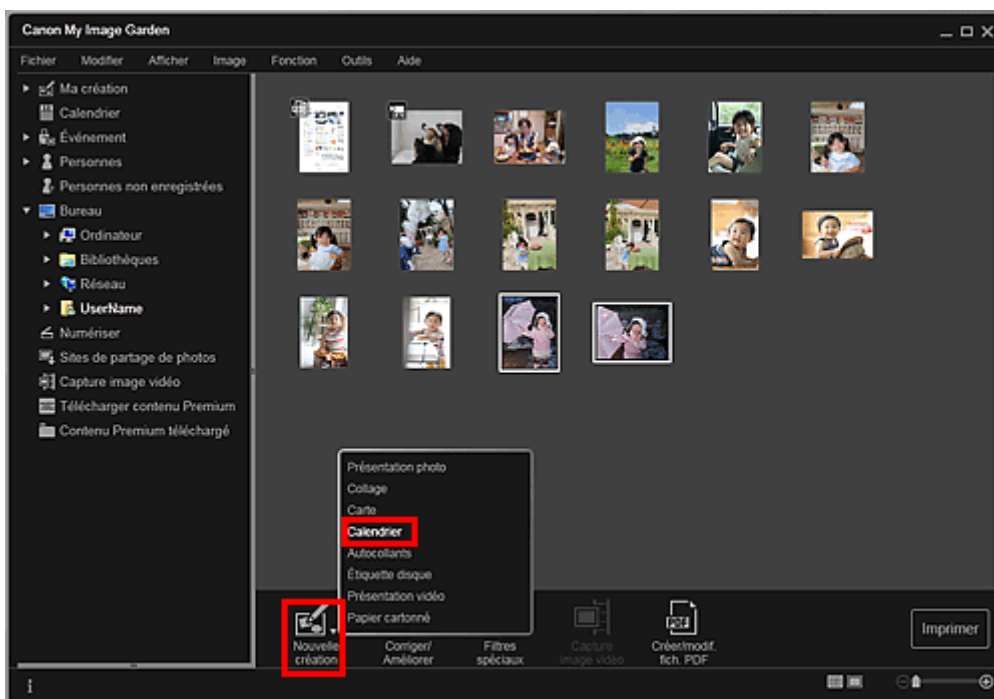 Canon My Image Garden
Fichier Modifier Afficher Image Fonction Outils Aide
Ma création
Calendrier
Événement
Personnes
Personnes non enregistrées
Bureau
Ordinateur
Bibliothèques
Réseau
UserName
Numériser
Sites de partage de photos
Capture image vidéo
Télécharger contenu Premium
Contenu Premium téléchargé
Présentation photo
Collage
Carte
Calendrier
Autocollants
Étiquette disque
Présentation vidéo
Papier cartonné
Nouvelle
création
Corriger/
Améliorer
Filtres
spéciaux
Capture
image vidéo
PDF
Créer/modif.
fich. PDF
Imprimer